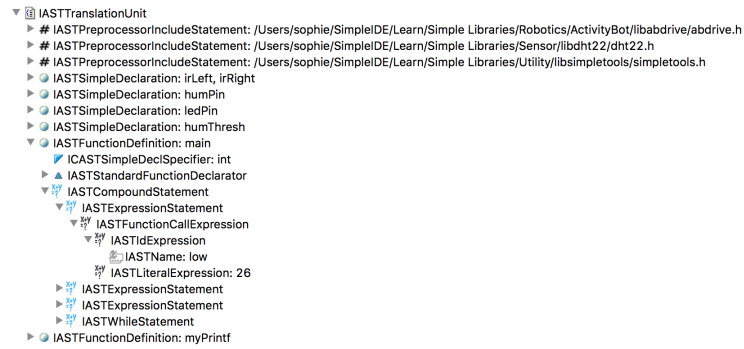 IASTTranslationUnit
# IASTPreprocessorIncludeStatement: /Users/sophie/SimpleIDE/Learn/Simple Libraries/Robotics/ActivityBot/libabdrive/abdrive.h
# IASTPreprocessorIncludeStatement: /Users/sophie/SimpleIDE/Learn/Simple Libraries/Sensor/libdht22/dht22.h
# IASTPreprocessorIncludeStatement: /Users/sophie/SimpleIDE/Learn/Simple Libraries/Utility/libsimpletools/simpletools.h
IASTSimpleDeclaration: irLeft, irRight
IASTSimpleDeclaration: humPin
IASTSimpleDeclaration: ledPin
IASTSimpleDeclaration: humThresh
IASTFunctionDefinition: main
ICASTSimpleDeclSpecifier: int
IASTStandardFunctionDeclarator
X+Y =? IASTCompoundStatement
X+Y =? IASTExpressionStatement
X+Y =? IASTFunctionCallExpression
X+Y =? IASTIdExpression
IASTName: low
X+Y =? IASTLiteralExpression: 26
X+Y =? IASTExpressionStatement
X+Y =? IASTExpressionStatement
X+Y =? IASTWhileStatement
IASTFunctionDefinition: myPrintf